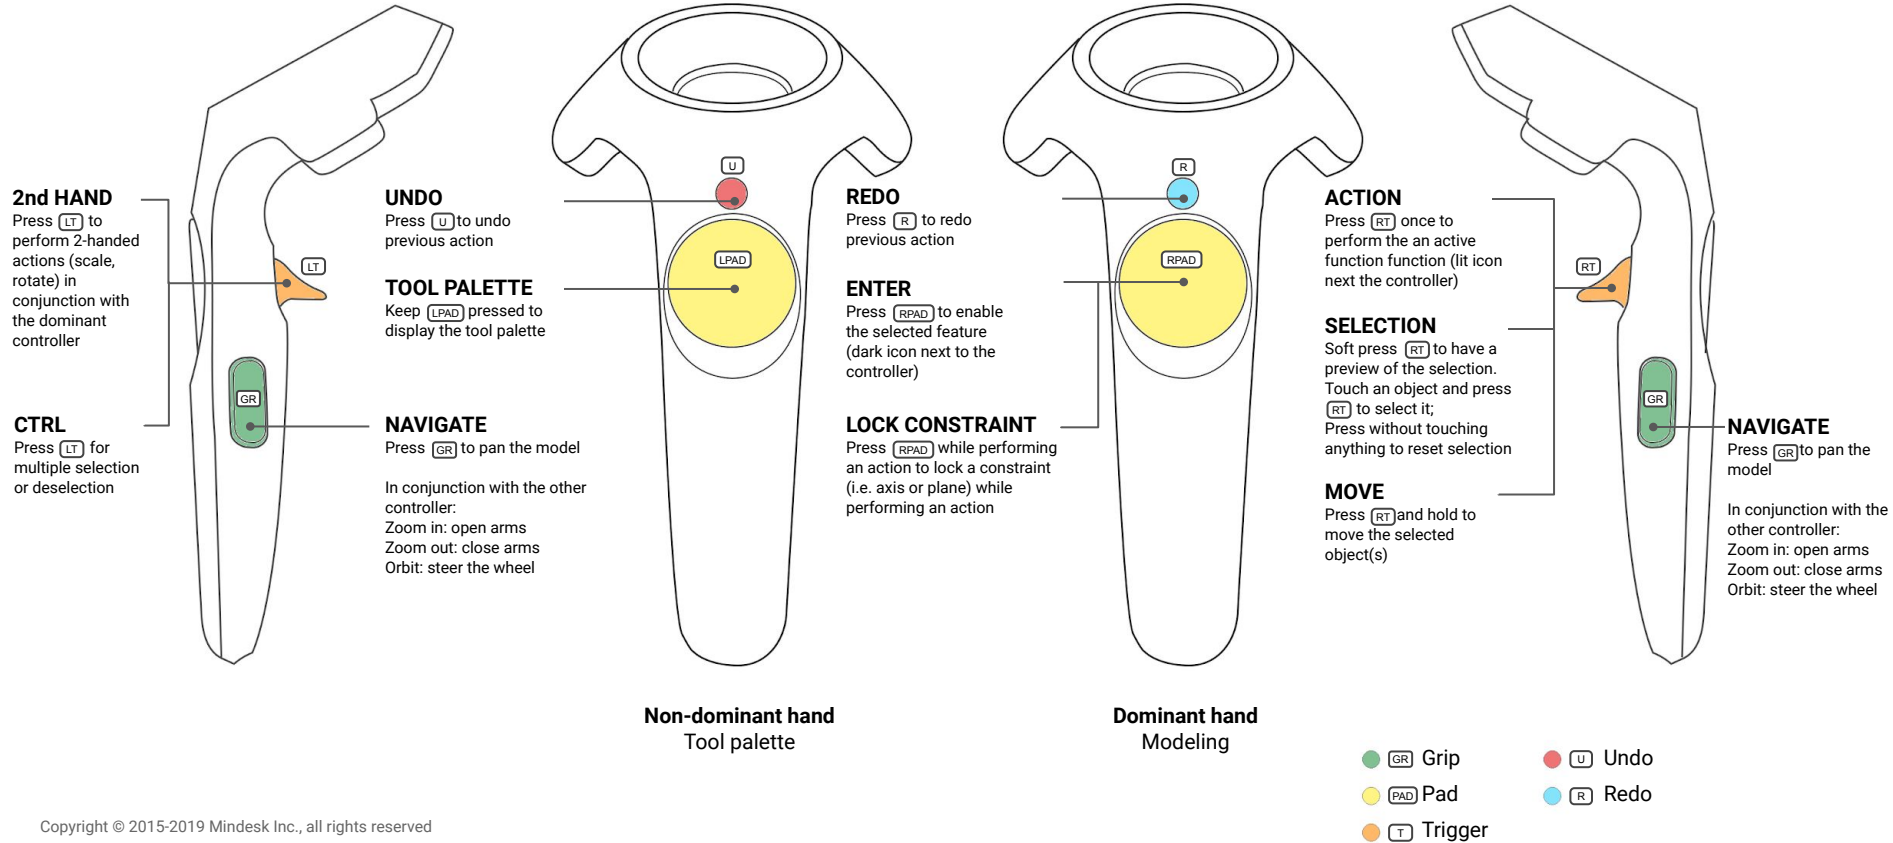 2nd HAND
Press LT to
perform 2-handed
actions (scale,
rotate) in
conjunction with
the dominant
controller
CTRL
Press LT for
multiple selection
or deselection
LT
GR
UNDO
Press U to undo
previous action
TOOL PALETTE
Keep LPAD pressed to
display the tool palette
NAVIGATE
Press GR to pan the model
In conjunction with the other
controller:
Zoom in: open arms
Zoom out: close arms
Orbit: steer the wheel
U
LPAD
Non-dominant hand
Tool palette
REDO
Press R to redo
previous action
ENTER
Press RPAD to enable
the selected feature
(dark icon next to the
controller)
LOCK CONSTRAINT
Press RPAD while performing
an action to lock a constraint
(i.e. axis or plane) while
performing an action
R
RPAD
Dominant hand
Modeling
ACTION
Press RT once to
perform the an active
function function (lit icon
next the controller)
SELECTION
Soft press RT to have a
preview of the selection.
Touch an object and press
RT to select it;
Press without touching
anything to reset selection
MOVE
Press RT and hold to
move the selected
object(s)
RT
GR
NAVIGATE
Press GR to pan the
model
In conjunction with the
other controller:
Zoom in: open arms
Zoom out: close arms
Orbit: steer the wheel
GR Grip
PAD Pad
T Trigger
U Undo
R Redo
Copyright © 2015-2019 Mindesk Inc., all rights reserved